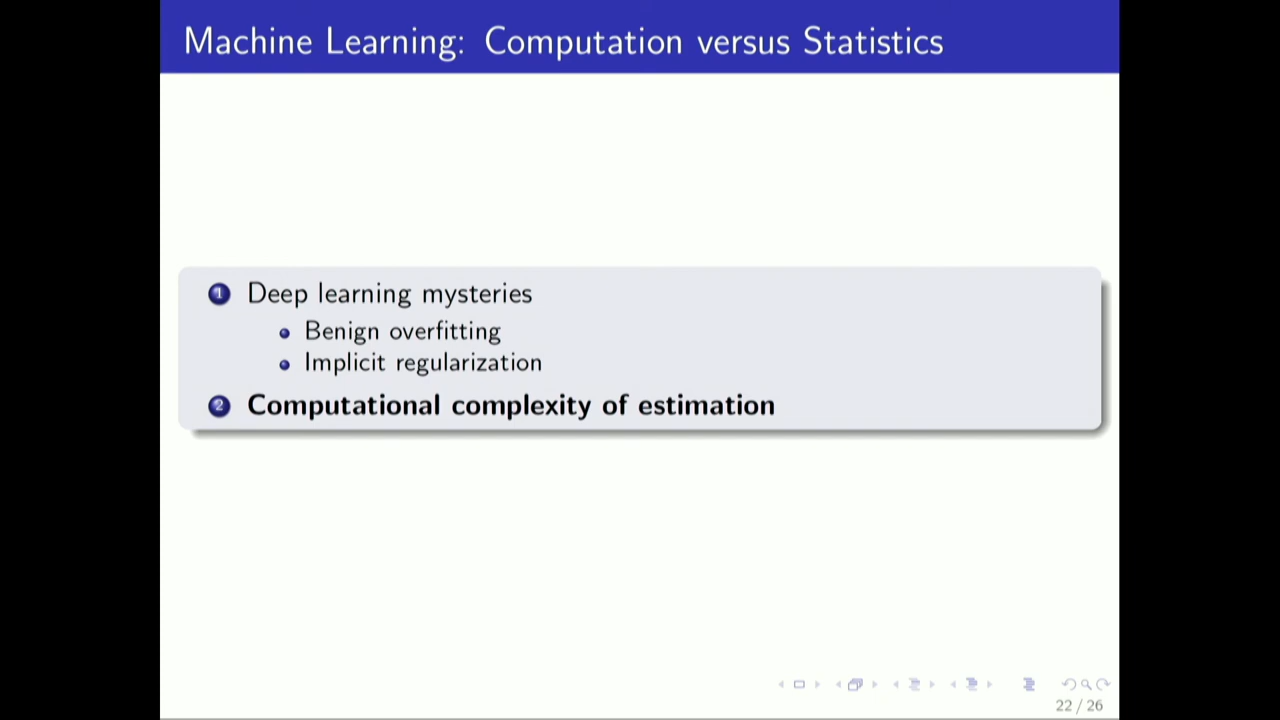 Machine Learning: Computation versus Statistics
1 Deep learning mysteries
Benign overfitting
Implicit regularization
2 Computational complexity of estimation
22 / 26